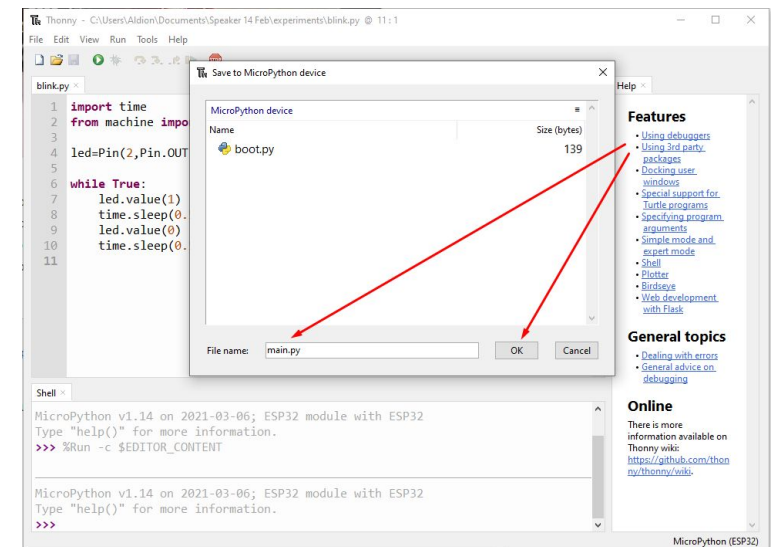 Thonny - C:\Users\Aldion\Documents\Speaker 14 Feb\experiments\blink.py @ 11:1
File Edit View Run Tools Help
blink.py ×
1 import time
2 from machine impo
3
4 led=Pin(2,Pin.OUT
5
6 while True:
7 led.value(1)
8 time.sleep(0.
9 led.value(0)
10 time.sleep(0.
11
Save to MicroPython device
MicroPython device
Name Size (bytes)
boot.py 139
File name: main.py OK Cancel
Shell ×
MicroPython v1.14 on 2021-03-06; ESP32 module with ESP32
Type "help()" for more information.
>>> %Run -c $EDITOR_CONTENT
MicroPython v1.14 on 2021-03-06; ESP32 module with ESP32
Type "help()" for more information.
>>>
Help ×
Features
• Using debuggers
• Using 3rd party
packages
• Docking user
windows
• Special support for
Turtle programs
• Specifying program
arguments
• Simple mode and
expert mode
• Shell
• Plotter
• Birdseye
• Web development
with Flask
General topics
• Dealing with errors
• General advice on
debugging
Online
There is more
information available on
Thonny wiki:
https://github.com/thon
ny/thonny/wiki.
MicroPython (ESP32)